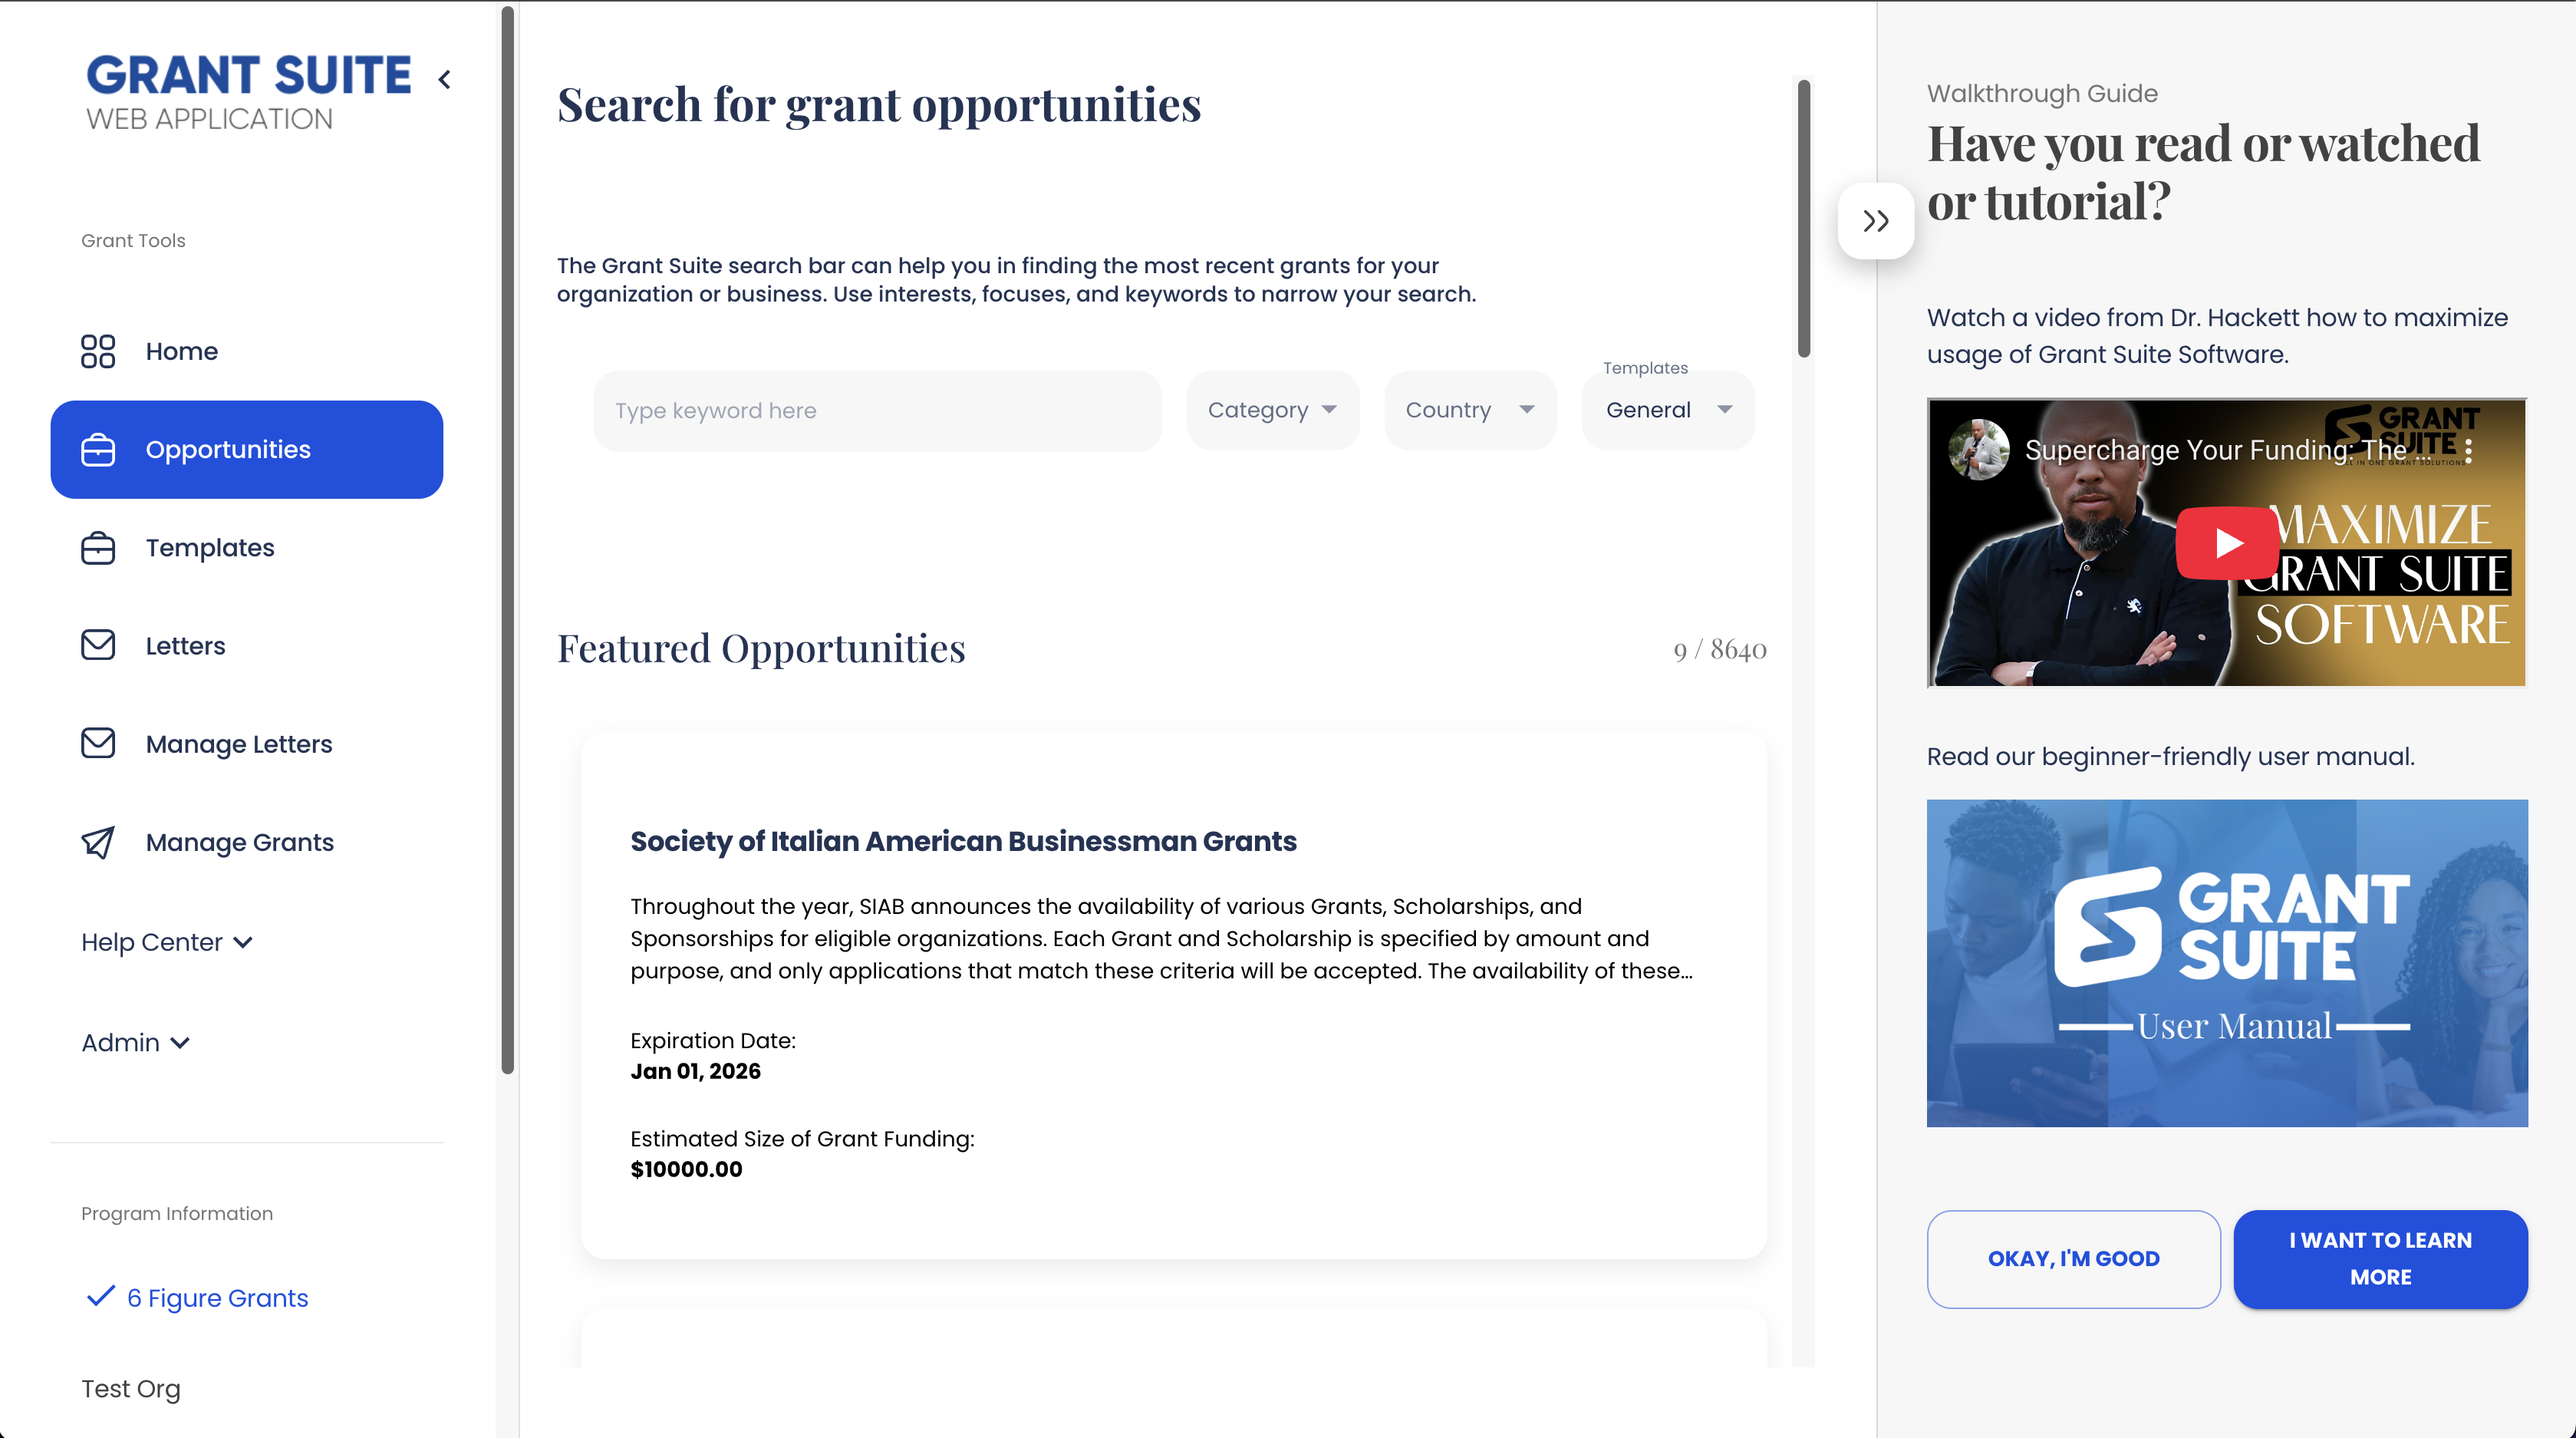 GRANT SUITE
WEB APPLICATION
Grant Tools
Home
Opportunities
Templates
Letters
Manage Letters
Manage Grants
Help Center
Admin
Program Information
6 Figure Grants
Test Org
Search for grant opportunities
The Grant Suite search bar can help you in finding the most recent grants for your
organization or business. Use interests, focuses, and keywords to narrow your search.
Type keyword here
Category
Country
Templates
General
Featured Opportunities
9 / 8640
Society of Italian American Businessman Grants
Throughout the year, SIAB announces the availability of various Grants, Scholarships, and
Sponsorships for eligible organizations. Each Grant and Scholarship is specified by amount and
purpose, and only applications that match these criteria will be accepted. The availability of these...
Expiration Date:
Jan 01, 2026
Estimated Size of Grant Funding:
$10000.00
Walkthrough Guide
Have you read or watched
or tutorial?
Watch a video from Dr. Hackett how to maximize
usage of Grant Suite Software.
GRANT
SUITE
ALL IN ONE GRANT SOLUTIONS
Supercharge Your Funding: The ...
MAXIMIZE
GRANT SUITE
SOFTWARE
Read our beginner-friendly user manual.
GRANT
SUITE
User Manual
OKAY, I'M GOOD
I WANT TO LEARN
MORE